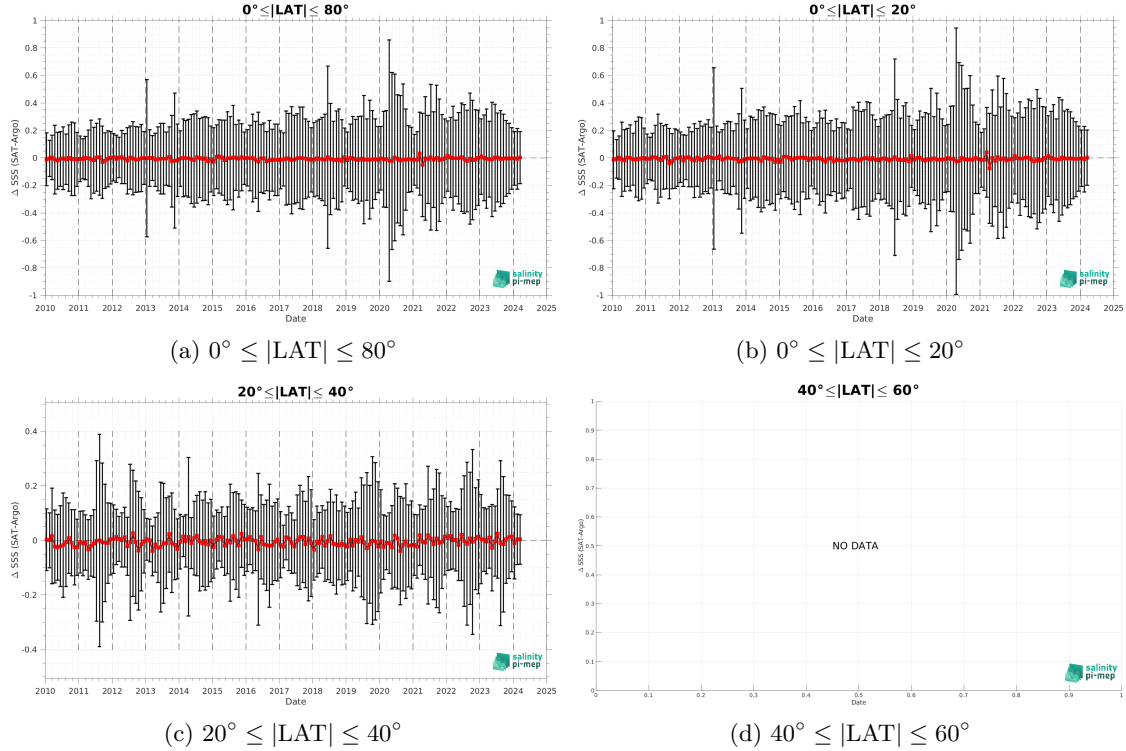 0°≤|LAT|≤ 80°
Δ SSS (SAT-Argo)
1
0.8
0.6
0.4
0.2
0
-0.2
-0.4
-0.6
-0.8
-1
2010 2011 2012 2013 2014 2015 2016 2017 2018 2019 2020 2021 2022 2023 2024 2025
Date
salinity
pi-mep
(a) 0° ≤ |LAT| ≤ 80°
0°≤|LAT|≤ 20°
Δ SSS (SAT-Argo)
1
0.8
0.6
0.4
0.2
0
-0.2
-0.4
-0.6
-0.8
-1
2010 2011 2012 2013 2014 2015 2016 2017 2018 2019 2020 2021 2022 2023 2024 2025
Date
salinity
pi-mep
(b) 0° ≤ |LAT| ≤ 20°
20°≤|LAT|≤ 40°
Δ SSS (SAT-Argo)
0.4
0.2
0
-0.2
-0.4
2010 2011 2012 2013 2014 2015 2016 2017 2018 2019 2020 2021 2022 2023 2024 2025
Date
salinity
pi-mep
(c) 20° ≤ |LAT| ≤ 40°
40°≤|LAT|≤ 60°
Δ SSS (SAT-Argo)
1
0.9
0.8
0.7
0.6
0.5
0.4
0.3
0.2
0.1
0
NO DATA
0 0.1 0.2 0.3 0.4 0.5 0.6 0.7 0.8 0.9 1
Date
salinity
pi-mep
(d) 40° ≤ |LAT| ≤ 60°